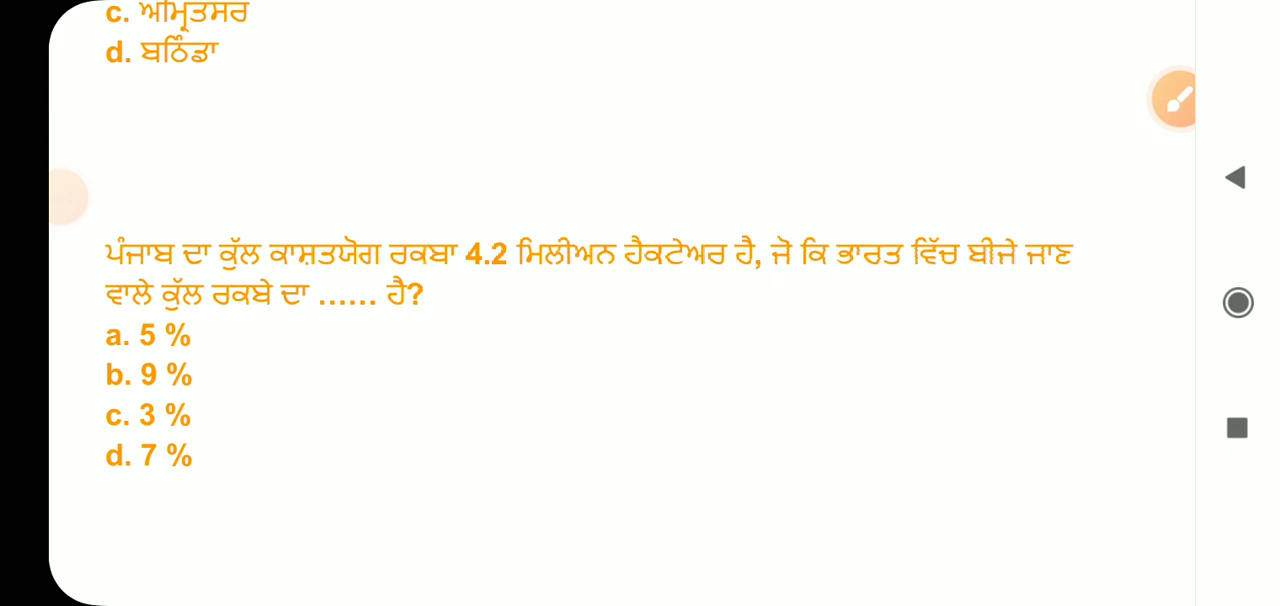 c. ਅੰਮ੍ਰਿਤਸਰ
d. ਬਠਿੰਡਾ
ਪੰਜਾਬ ਦਾ ਕੁੱਲ ਕਾਸ਼ਤਯੋਗ ਰਕਬਾ 4.2 ਮਿਲੀਅਨ ਹੈਕਟੇਅਰ ਹੈ, ਜੋ ਕਿ ਭਾਰਤ ਵਿੱਚ ਬੀਜੇ ਜਾਣ
ਵਾਲੇ ਕੁੱਲ ਰਕਬੇ ਦਾ ...... ਹੈ?
a. 5 %
b. 9 %
c. 3 %
d. 7 %